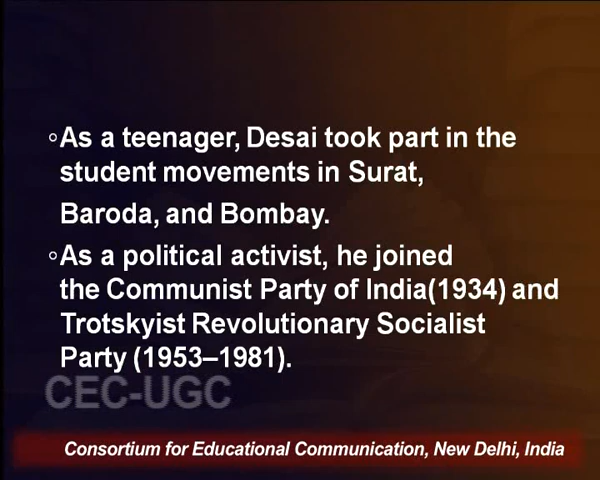 ◦As a teenager, Desai took part in the
student movements in Surat,
Baroda, and Bombay.
◦As a political activist, he joined
the Communist Party of India(1934) and
Trotskyist Revolutionary Socialist
Party (1953–1981).
CEC-UGC
Consortium for Educational Communication, New Delhi, India